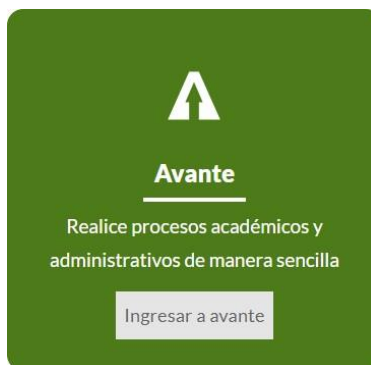 Avante
Realice procesos académicos y
administrativos de manera sencilla
Ingresar a avante